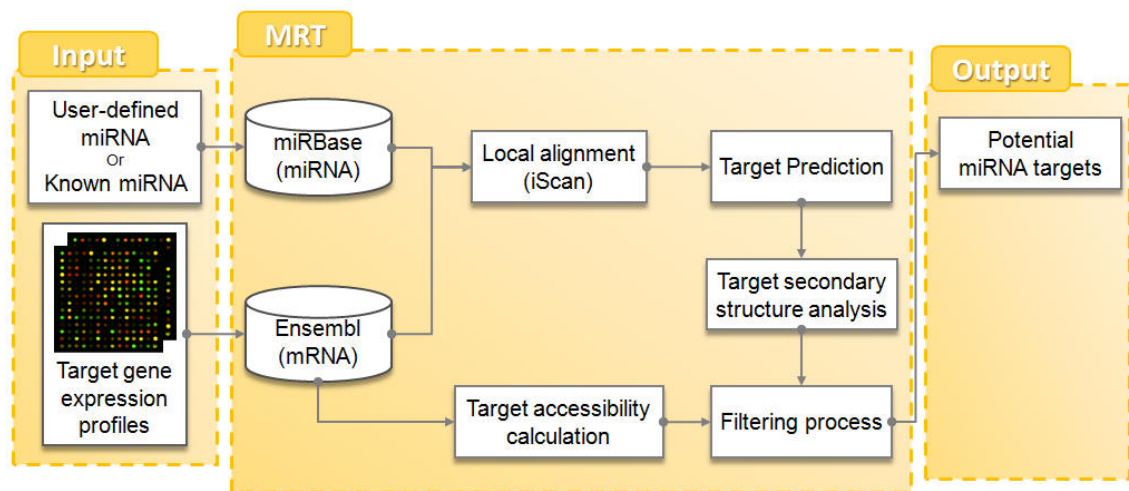 Input
User-defined
miRNA
Or
Known miRNA
Target gene
expression
profiles
MRT
miRBase
(miRNA)
Ensembl
(mRNA)
Local alignment
(iScan)
Target Prediction
Target secondary
structure analysis
Target accessibility
calculation
Filtering process
Output
Potential
miRNA targets